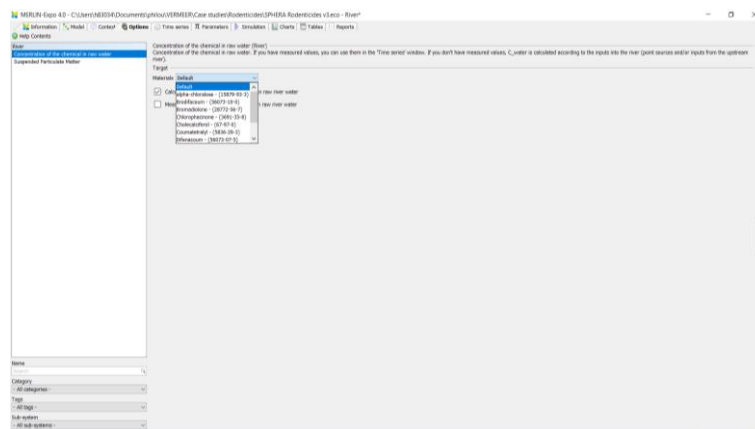 MERLIN-Expo 4.0 - C:\Users\h83034\Documents\philou\VERMEER\Case studies\Rodenticides\SPHERA Rodenticides v3.eco - River*
Information Model Context Options Time series Parameters Simulation Charts Tables Reports
Help Contents
River
Concentration of the chemical in raw water
Suspended Particulate Matter
Concentration of the chemical in raw water (River)
Concentration of the chemical in raw water. If you have measured values, you can use them in the 'Time series' window. If you don't have measured values, C_water is calculated according to the inputs into the river (point sources and/or inputs from the upstream
river).
Target
Materials Default
Default
alpha-chloralose - (15879-93-3)
Brodifacoum - (56073-10-0)
Bromadiolone - (28772-56-7)
Chlorophacinone - (3691-35-8)
Cholecalciferol - (67-97-0)
Coumatetralyl - (5836-29-3)
Difenacoum - (56073-07-5)
n raw river water
n raw river water
Name
Search
Category
- All categories -
Tags
- All tags -
Sub-system
- All sub-systems -